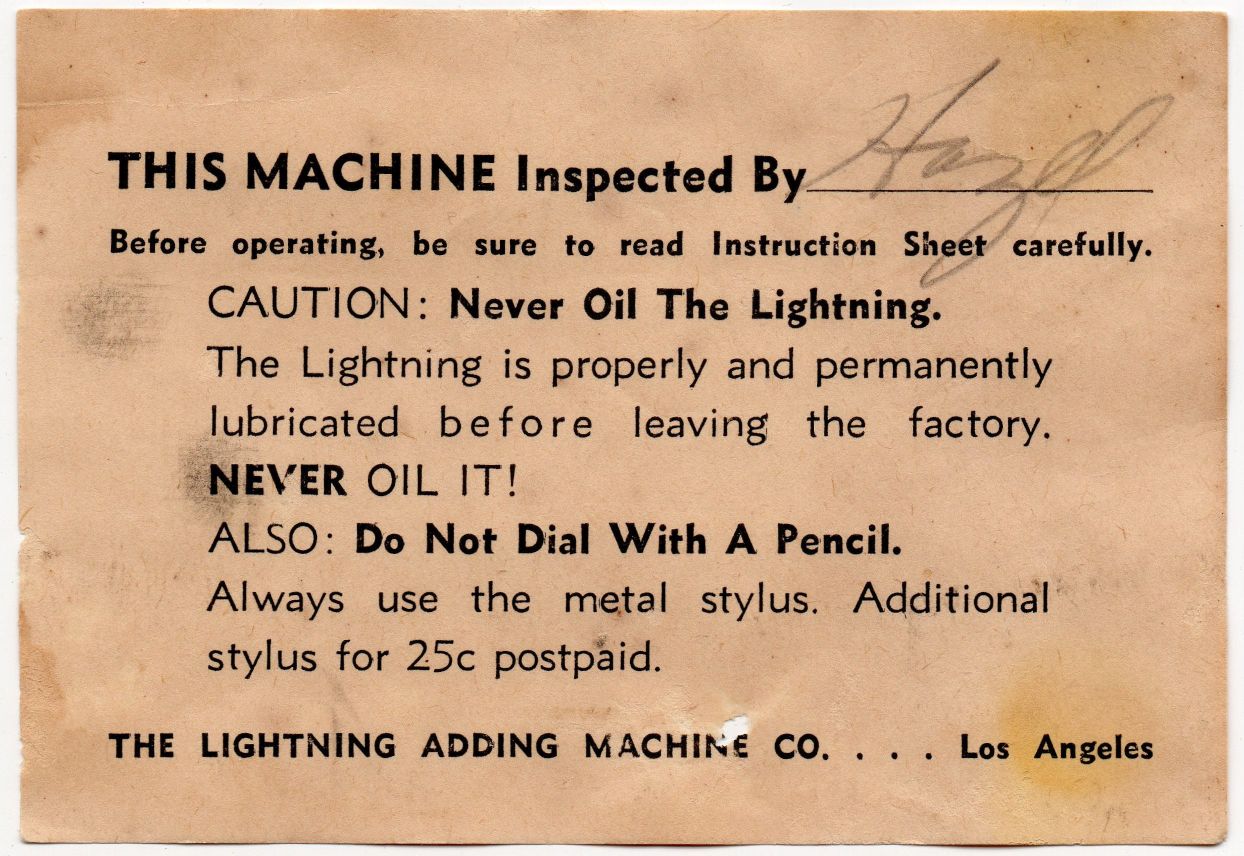 THIS MACHINE Inspected By Hazel
Before operating, be sure to read Instruction Sheet carefully.
CAUTION: Never Oil The Lightning.
The Lightning is properly and permanently
lubricated before leaving the factory.
NEVER OIL IT!
ALSO: Do Not Dial With A Pencil.
Always use the metal stylus. Additional
stylus for 25c postpaid.
THE LIGHTNING ADDING MACHINE CO. . . . Los Angeles